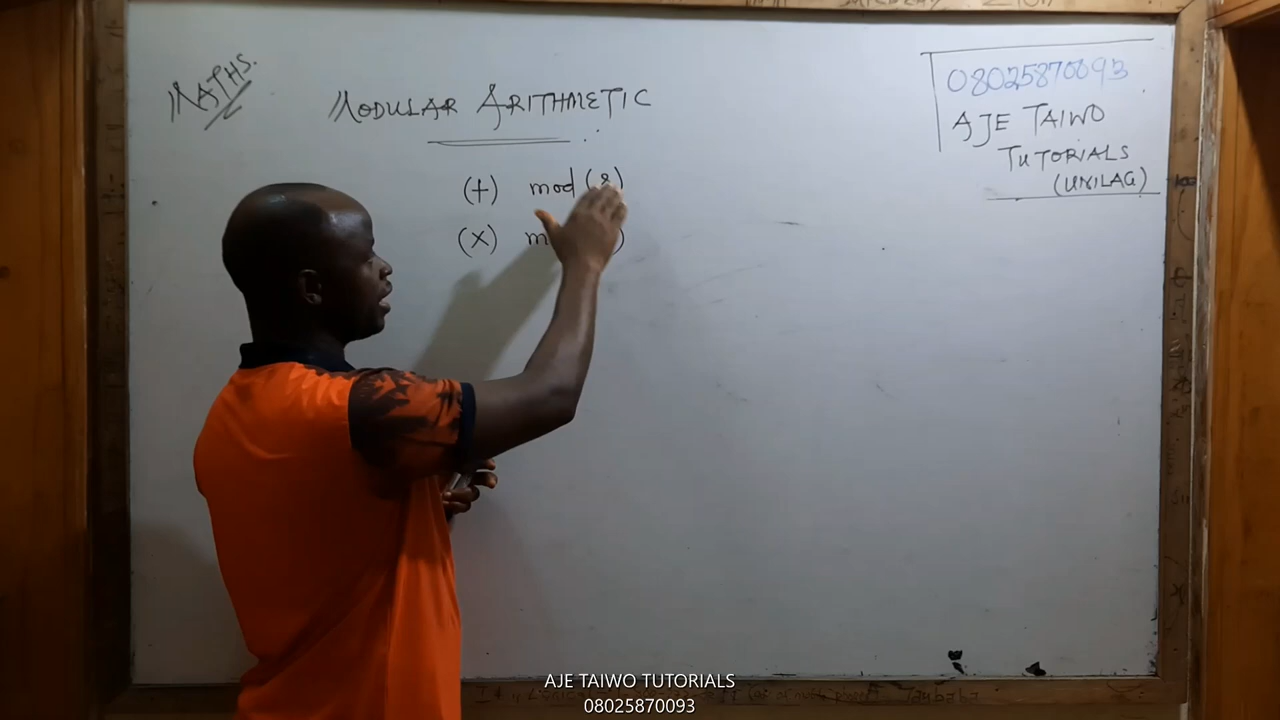 MATHS.
MODULAR ARITHMETIC
(+) mod (8)
(x) m )
08025870093
AJE TAIWO
TUTORIALS
(UNILAG)
AJE TAIWO TUTORIALS
08025870093